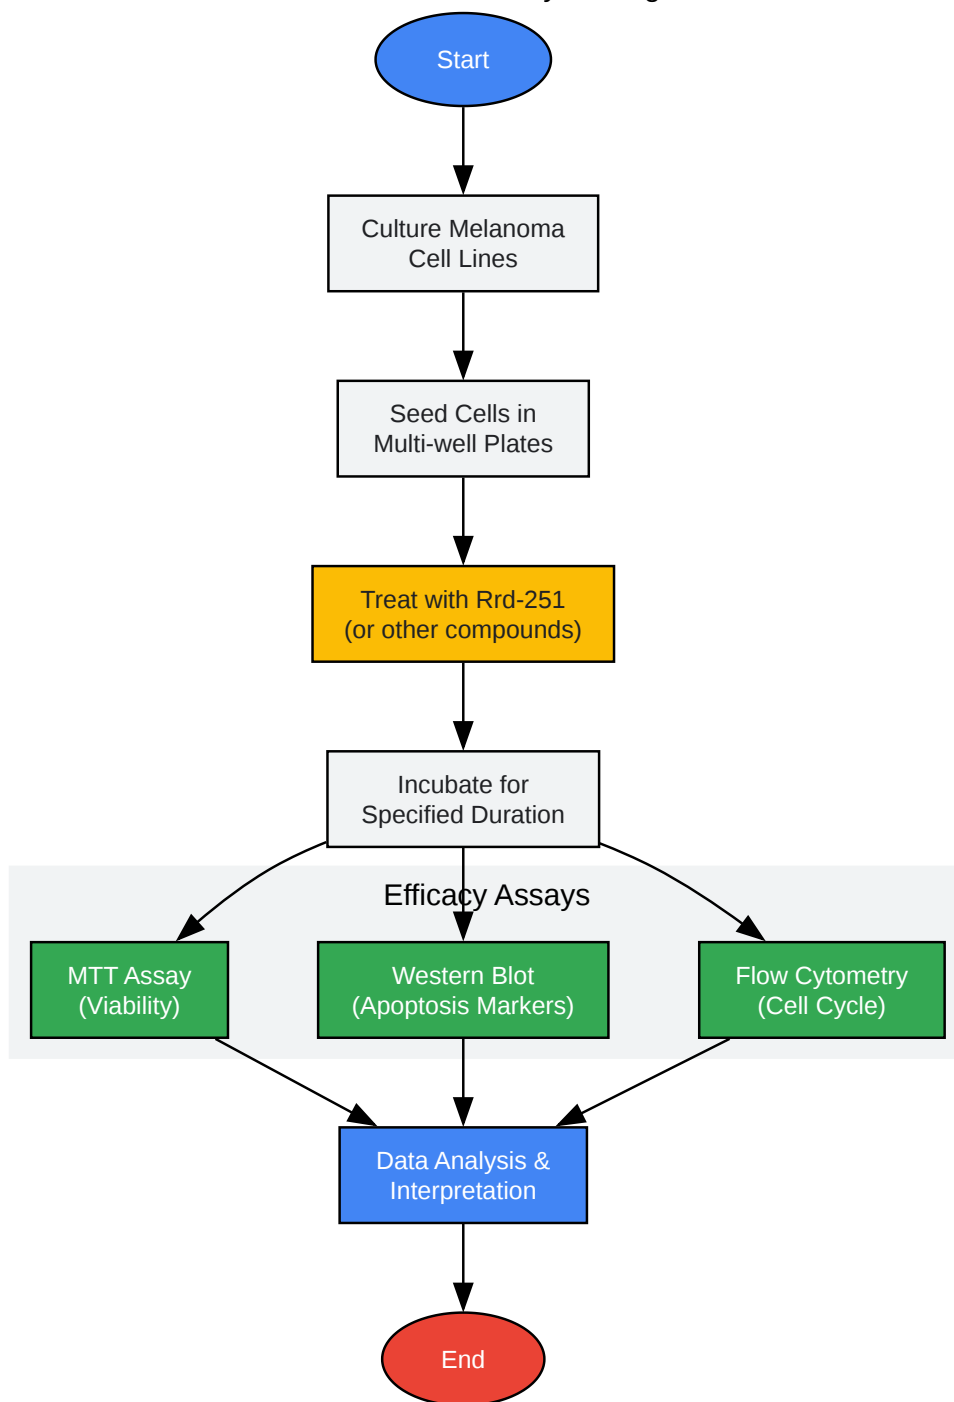 Start
Culture Melanoma
Cell Lines
Seed Cells in
Multi-well Plates
Treat with Rrd-251
(or other compounds)
Incubate for
Specified Duration
Efficacy Assays
MTT Assay
(Viability)
Western Blot
(Apoptosis Markers)
Flow Cytometry
(Cell Cycle)
Data Analysis &
Interpretation
End